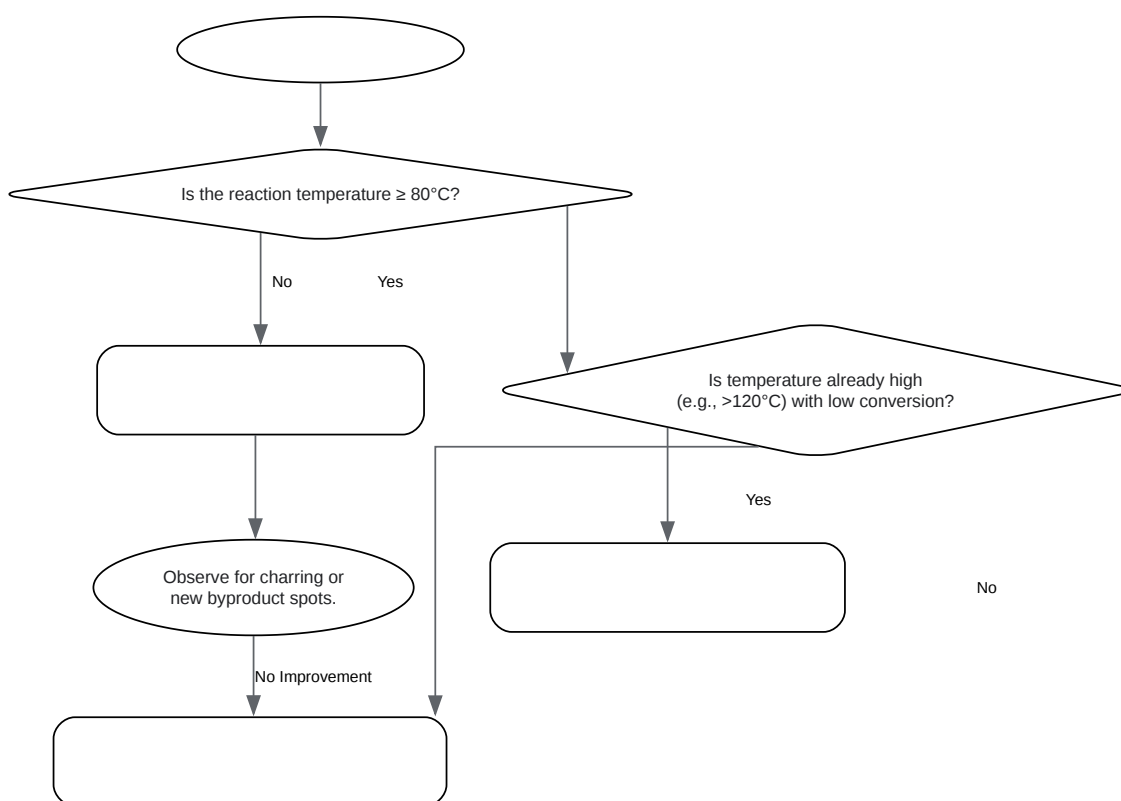 Is the reaction temperature ≥ 80°C?
No
Yes
Is temperature already high
(e.g., >120°C) with low conversion?
Yes
Observe for charring or
new byproduct spots.
No
No Improvement